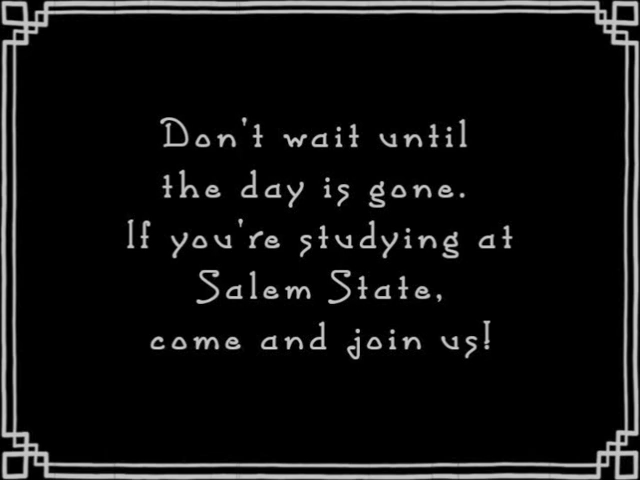 Don't wait until
the day is gone.
If you're studying at
Salem State,
come and join us!